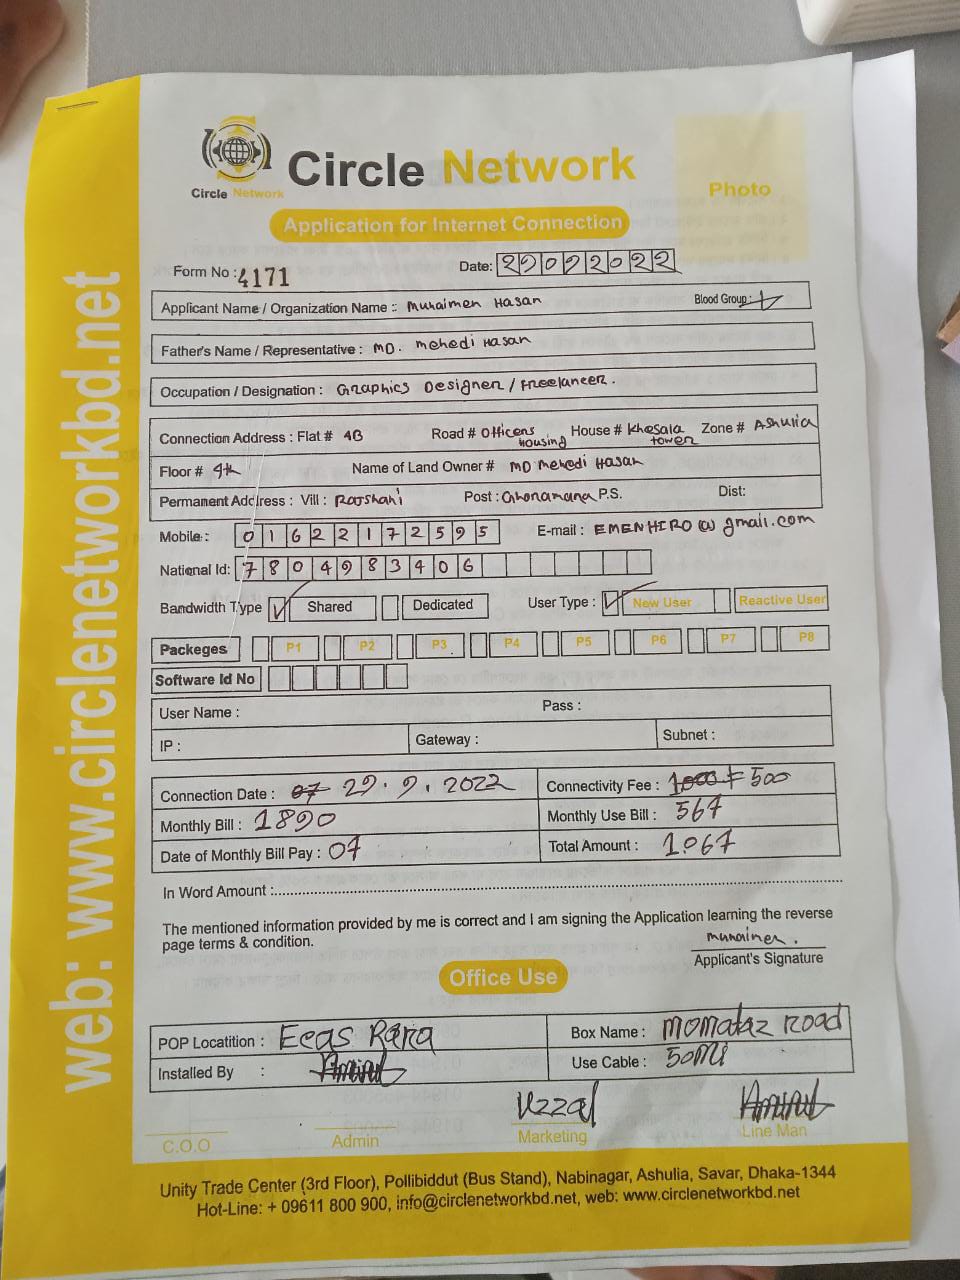 Circle Network
Circle Network
Photo
Application for Internet Connection
Form No : 4171
Date: 29092022
Applicant Name / Organization Name : Muhaimen Hasan
Blood Group:
Father's Name / Representative : MD. Mehedi Hasan
Occupation / Designation : Graphics Designer / Freelancer.
Connection Address : Flat # 4B Road # Officers Housing House # Khesala tower Zone # Ashulia
Floor # 4th Name of Land Owner # MD Mehedi Hasan
Permanent Address : Vill : Rajshahi Post : Ghoramara P.S. Dist:
Mobile : 01622172595 E-mail : EMENHIRO@gmail.com
National Id: 7804983406
Bandwidth Type Shared Dedicated User Type : New User Reactive User
Packeges P1 P2 P3 P4 P5 P6 P7 P8
Software Id No
User Name : Pass :
IP : Gateway : Subnet :
Connection Date : 07 29.9.2022 Connectivity Fee : 1000 = 500
Monthly Bill : 1890 Monthly Use Bill : 567
Date of Monthly Bill Pay : 07 Total Amount : 1067
In Word Amount :
The mentioned information provided by me is correct and I am signing the Application learning the reverse
page terms & condition.
Muhaimen.
Applicant's Signature
Office Use
POP Locatition : Box Name : Momataz Road
Installed By : Use Cable : 50Mi
Uzzal
C.O.O Admin Marketing Line Man
Unity Trade Center (3rd Floor), Pollibiddut (Bus Stand), Nabinagar, Ashulia, Savar, Dhaka-1344
Hot-Line: + 09611 800 900, info@circlenetworkbd.net, web: www.circlenetworkbd.net
web: www.circlenetworkbd.net